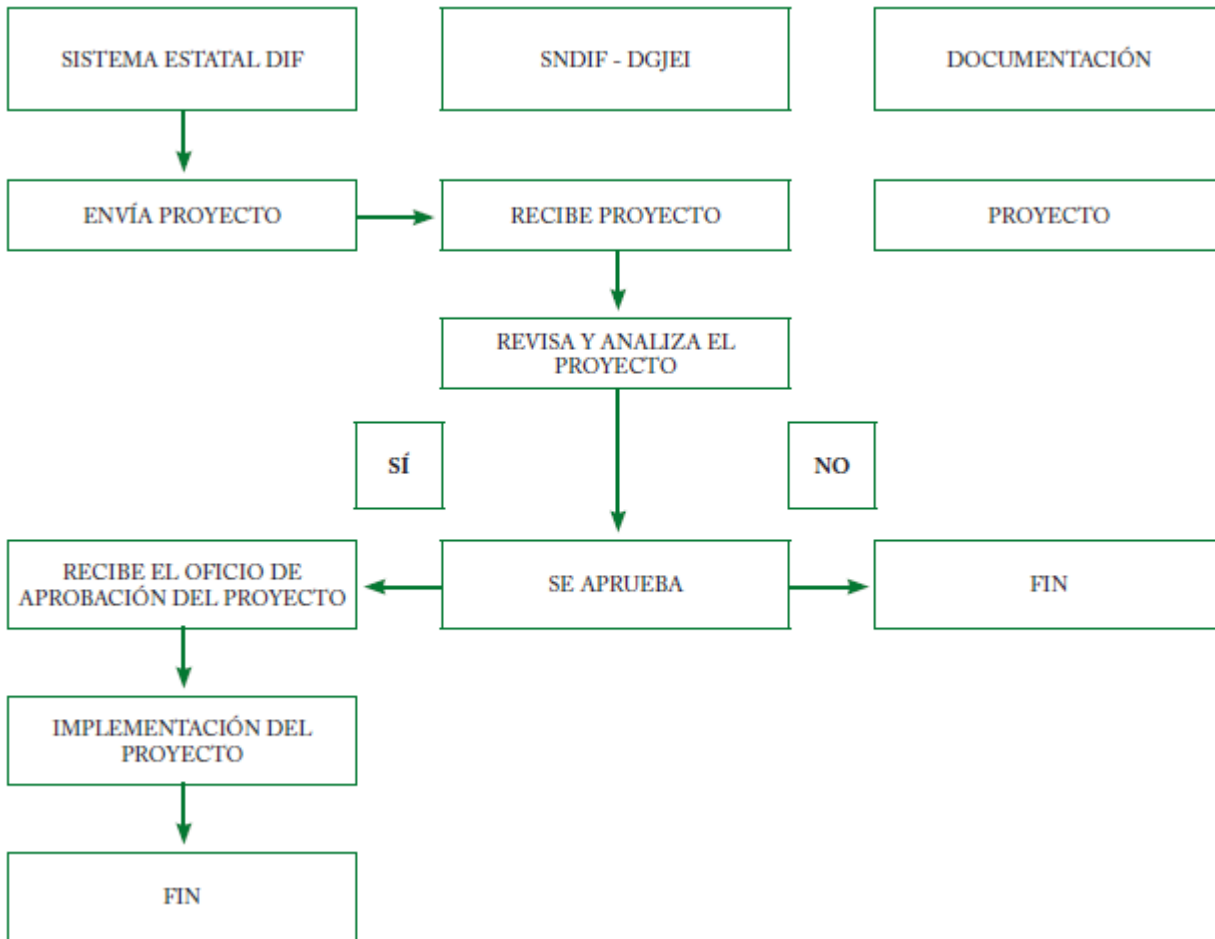 SISTEMA ESTATAL DIF
SNDIF - DGJEI
DOCUMENTACIÓN
ENVÍA PROYECTO
RECIBE PROYECTO
PROYECTO
REVISA Y ANALIZA EL
PROYECTO
SÍ
NO
RECIBE EL OFICIO DE
APROBACIÓN DEL PROYECTO
SE APRUEBA
FIN
IMPLEMENTACIÓN DEL
PROYECTO
FIN